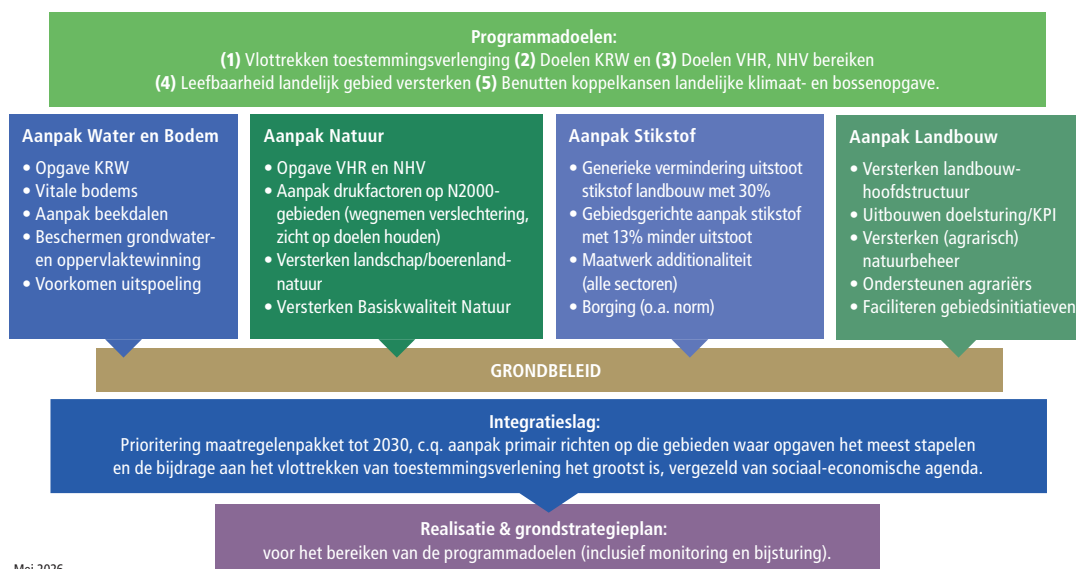 Programmadoelen:
(1) Vlottrekken toestemmingsverlenging (2) Doelen KRW en (3) Doelen VHR, NHV bereiken
(4) Leefbaarheid landelijk gebied versterken (5) Benutten koppelkansen landelijke klimaat- en bossenopgave.
Aanpak Water en Bodem
• Opgave KRW
• Vitale bodems
• Aanpak beekdalen
• Beschermen grondwater-
en oppervlaktewinning
• Voorkomen uitspoeling
Aanpak Natuur
• Opgave VHR en NHV
• Aanpak drukfactoren op N2000-
gebieden (wegnemen verslechtering,
zicht op doelen houden)
• Versterken landschap/boerenland-
natuur
• Versterken Basiskwaliteit Natuur
Aanpak Stikstof
• Generieke vermindering uitstoot
stikstof landbouw met 30%
• Gebiedsgerichte aanpak stikstof
met 13% minder uitstoot
• Maatwerk additionaliteit
(alle sectoren)
• Borging (o.a. norm)
Aanpak Landbouw
• Versterken landbouw-
hoofdstructuur
• Uitbouwen doelsturing/KPI
• Versterken (agrarisch)
natuurbeheer
• Ondersteunen agrariërs
• Faciliteren gebiedsinitiatieven
GRONDBELEID
Integratieslag:
Prioritering maatregelenpakket tot 2030, c.q. aanpak primair richten op die gebieden waar opgaven het meest stapelen
en de bijdrage aan het vlottrekken van toestemmingsverlening het grootst is, vergezeld van sociaal-economische agenda.
Realisatie & grondstrategieplan:
voor het bereiken van de programmadoelen (inclusief monitoring en bijsturing).
Mei 2026